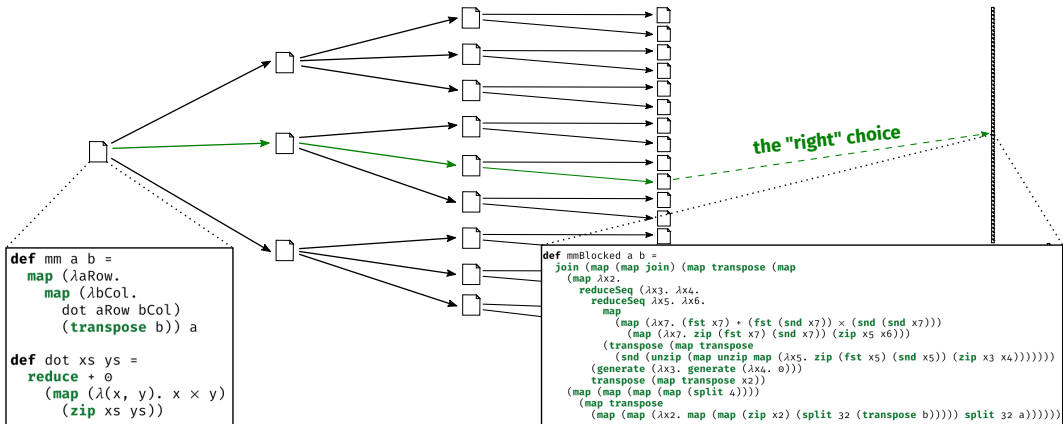 the "right" choice
def mm a b =
  map (λaRow.
    map (λbCol.
      dot aRow bCol)
      (transpose b)) a

def dot xs ys =
  reduce + 0
    (map (λ(x, y). x × y)
      (zip xs ys))
def mmBlocked a b =
  join (map (map join) (map transpose (map
    (map λx2.
      reduceSeq (λx3. λx4.
        reduceSeq λx5. λx6.
          map
            (map (λx7. (fst x7) + (fst (snd x7)) × (snd (snd x7)))
              (map (λx7. zip (fst x7) (snd x7)) (zip x5 x6)))
          (transpose (map transpose
            (snd (unzip (map unzip map (λx5. zip (fst x5) (snd x5)) (zip x3 x4)))))))
        (generate (λx3. generate (λx4. 0)))
        transpose (map transpose x2))
    (map (map (map (map (split 4))))
      (map transpose
        (map (map (λx2. map (map (zip x2) (split 32 (transpose b))))) split 32 a))))))